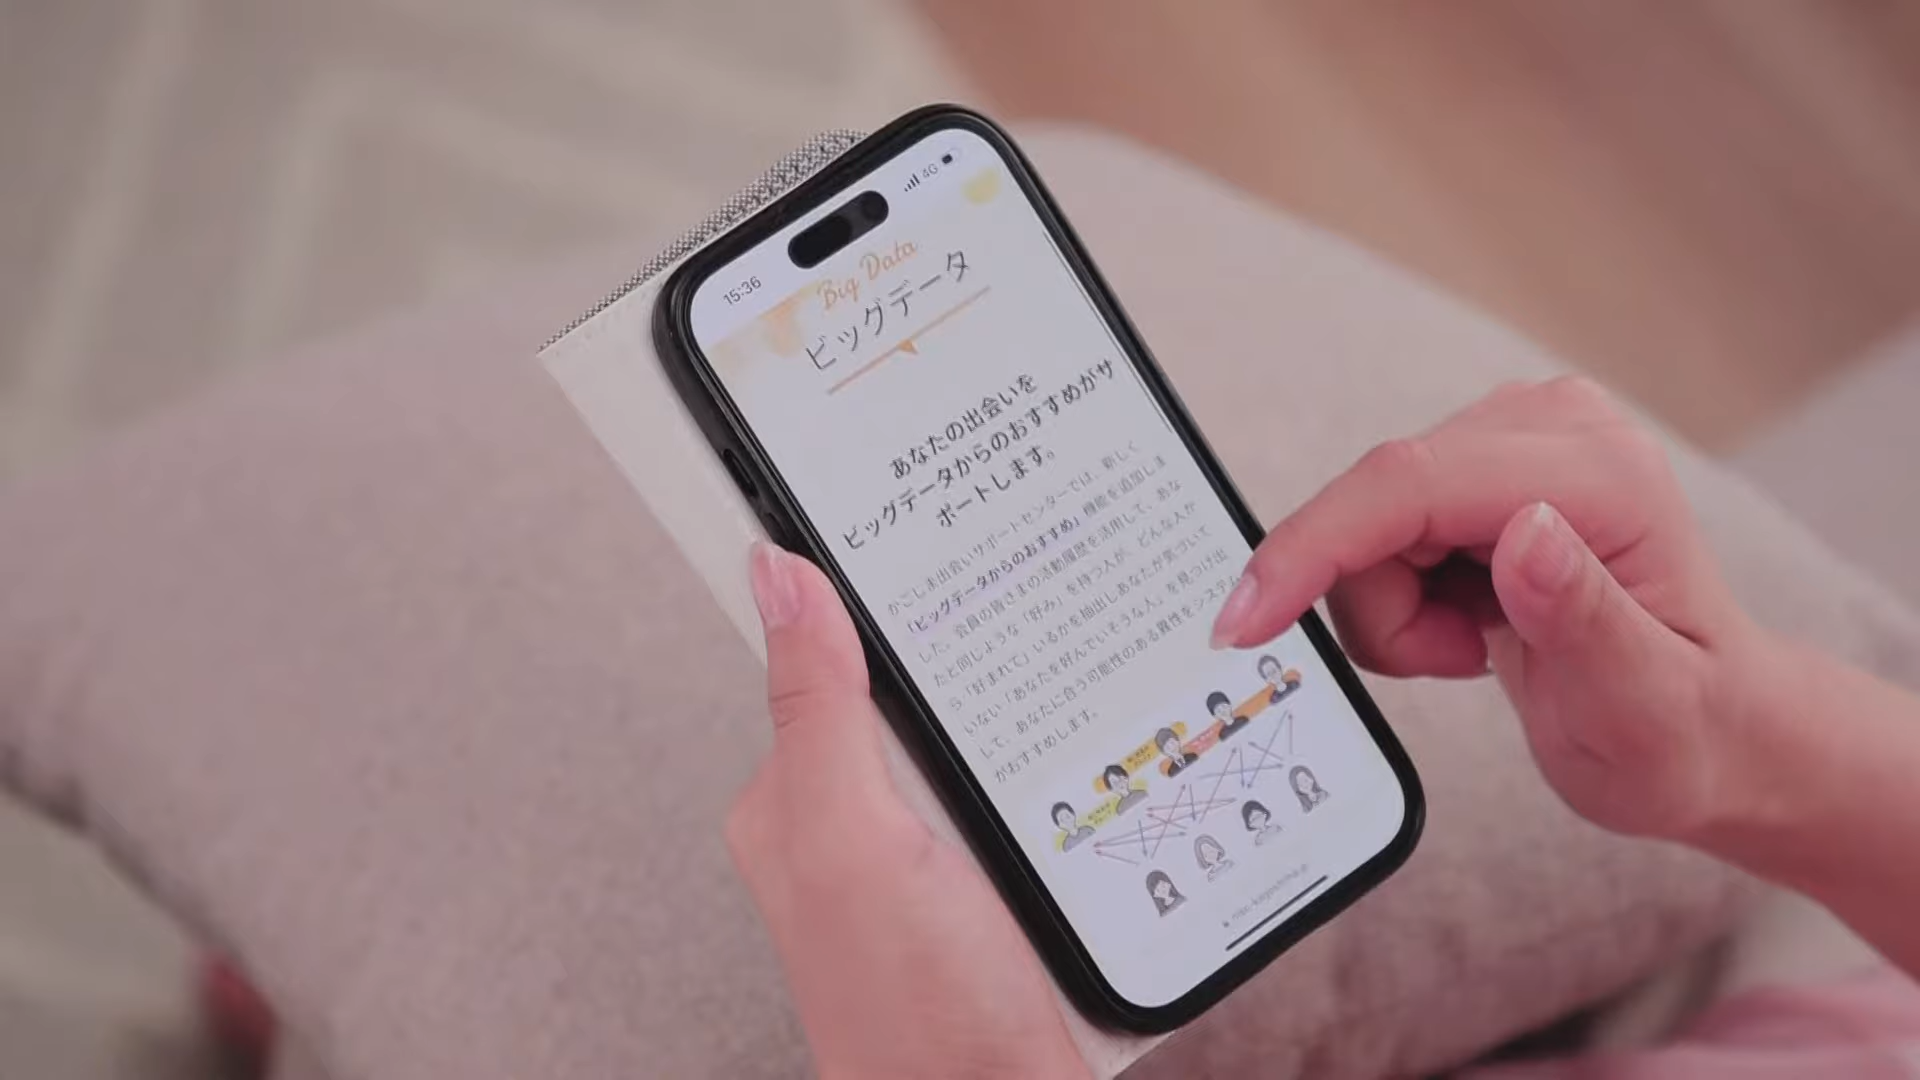 15:36
4G
Big Data
ビッグデータ
あなたの出会いを
ビッグデータからのおすすめがサ
ポートします。
かごしま出会いサポートセンターでは、新しく
「ビッグデータからのおすすめ」機能を追加しま
した。会員の皆さまの活動履歴を活用して、あな
たと同じような「好み」を持つ人が、どんな人か
ら「好まれて」いるかを抽出しあなたが気づいて
いない「あなたを好んでいそうな人」を見つけ出
して、あなたに合う可能性のある異性をシステム
がおすすめします。